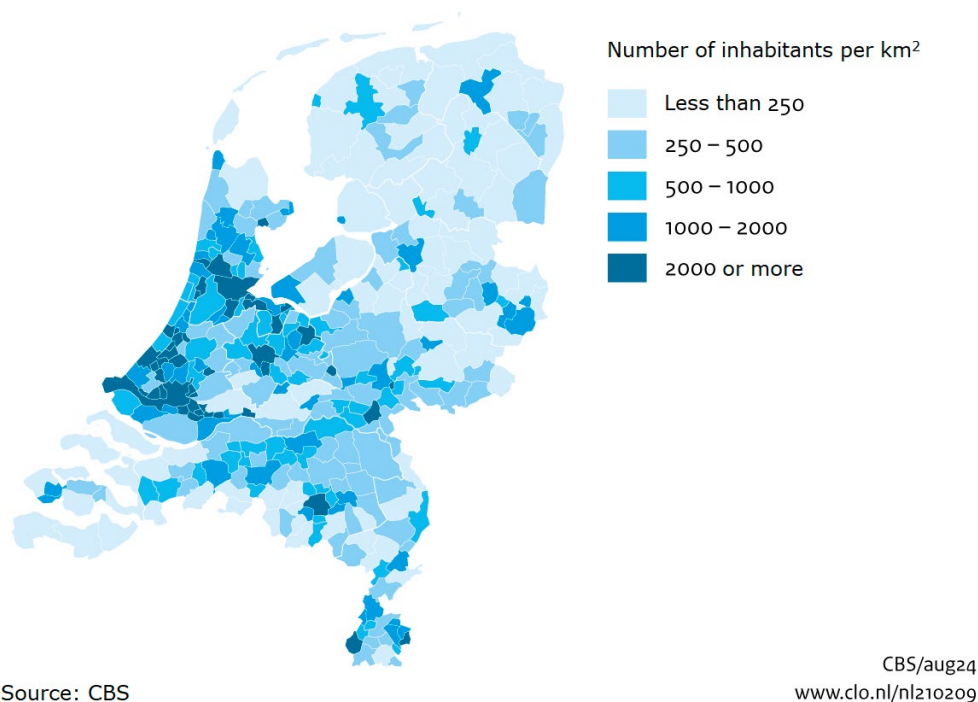 Number of inhabitants per km²
Less than 250
250 – 500
500 – 1000
1000 – 2000
2000 or more
Source: CBS
CBS/aug24
www.clo.nl/nl210209